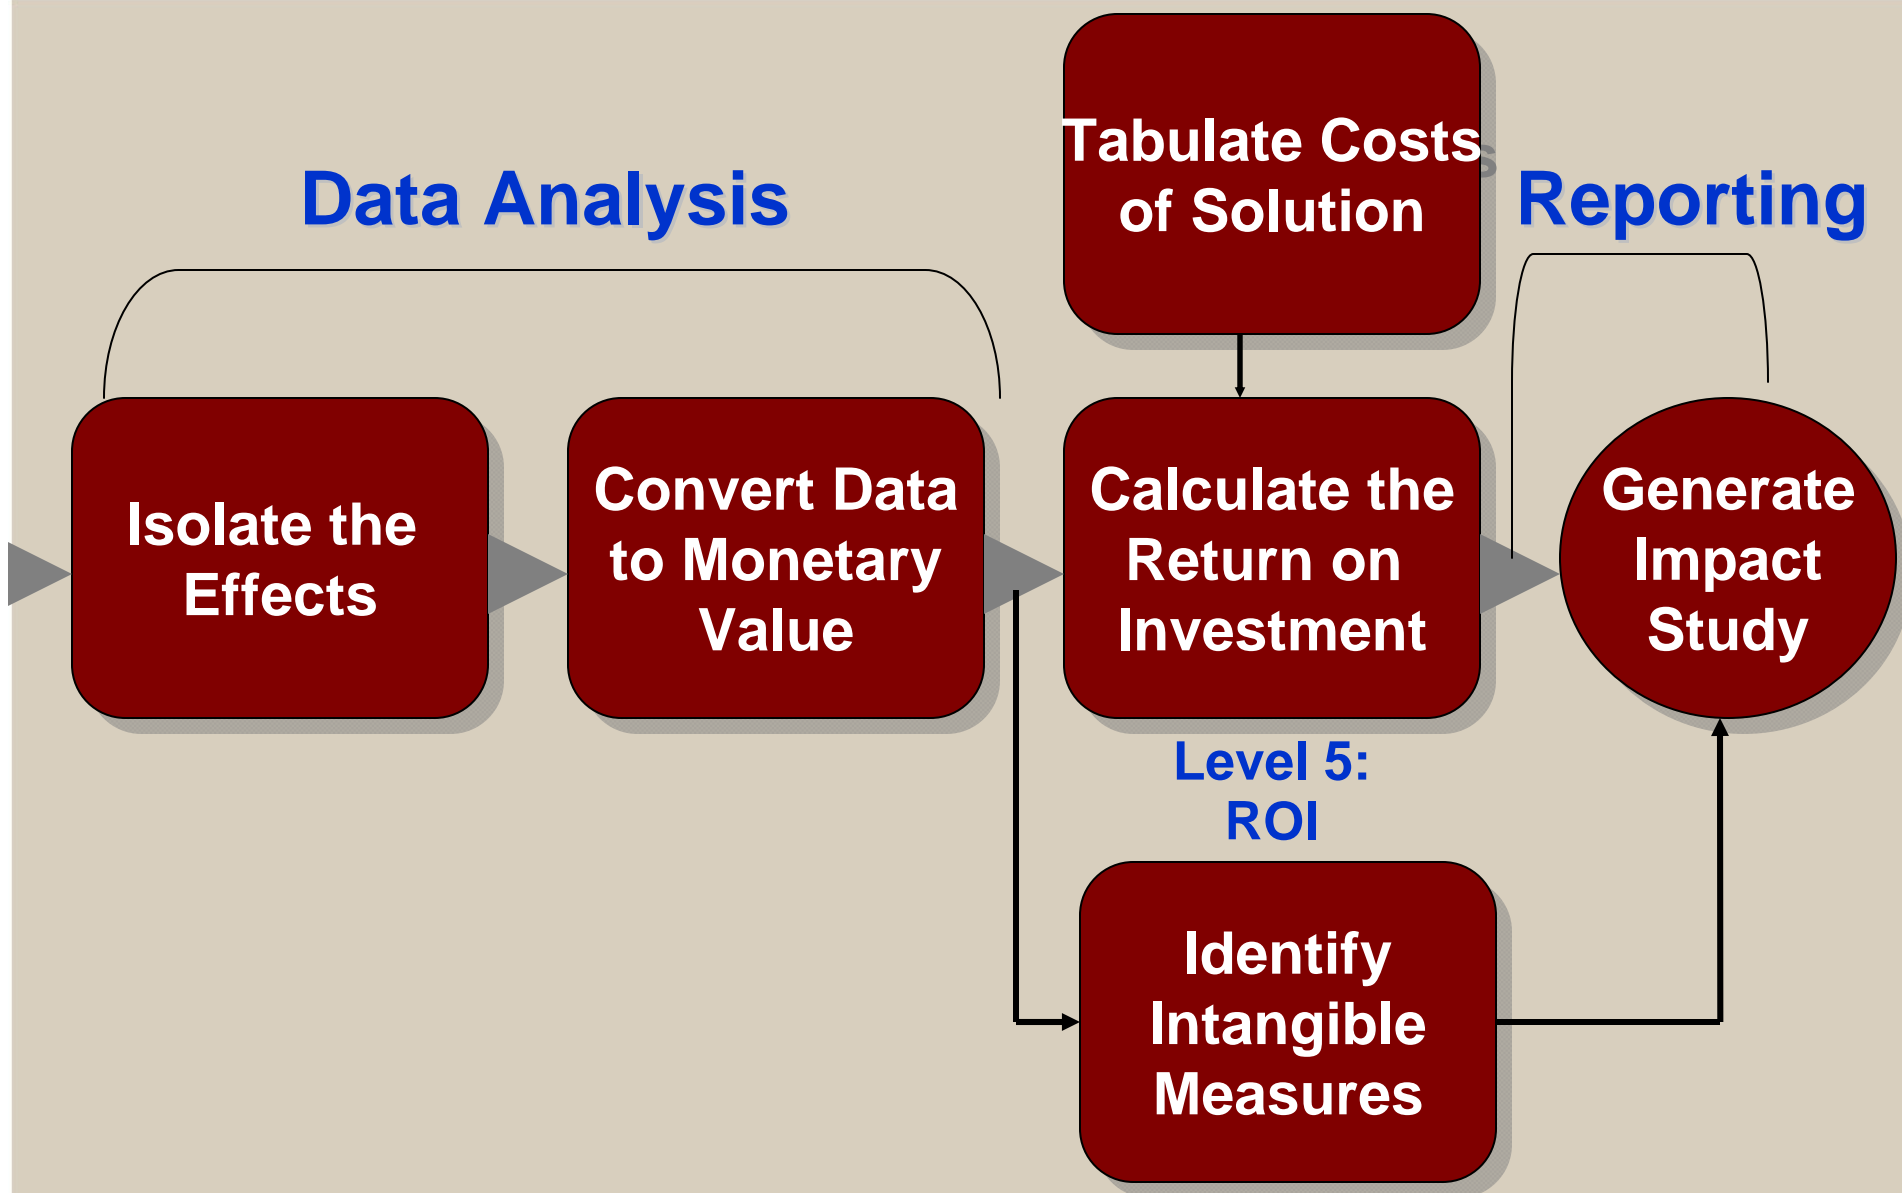 Tabulate Costs
of Solution
Data Analysis
Reporting
Isolate the
Effects
Convert Data
to Monetary
Value
Calculate the
Return on
Investment
Generate
Impact
Study
Level 5:
ROI
Identify
Intangible
Measures